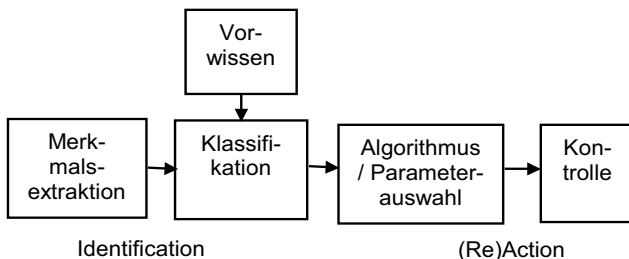 Vor-
wissen
Merk-
mals-
extraktion
Klassifi-
kation
Algorithmus
/ Parameter-
auswahl
Kon-
trolle
Identification
(Re)Action